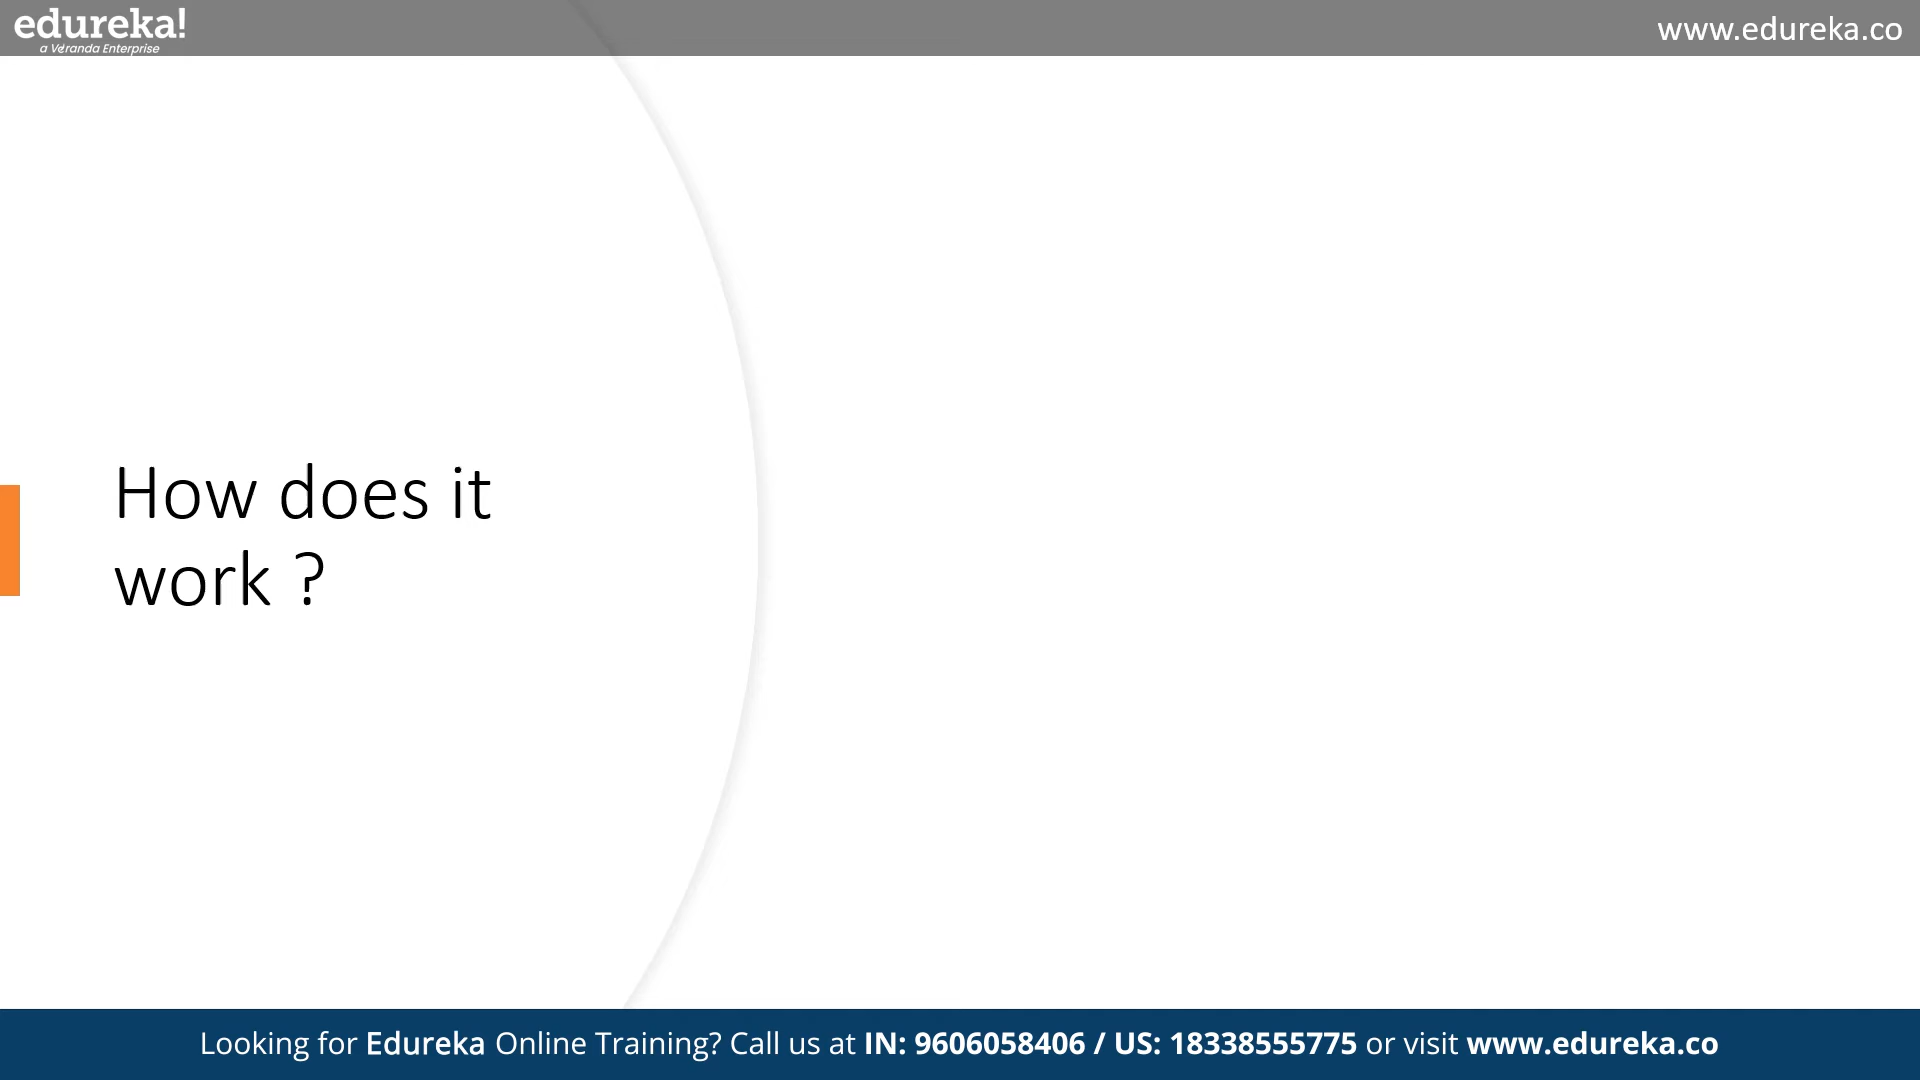 edureka!
a Veranda Enterprise
www.edureka.co
How does it
work ?
Looking for Edureka Online Training? Call us at IN: 9606058406 / US: 18338555775 or visit www.edureka.co